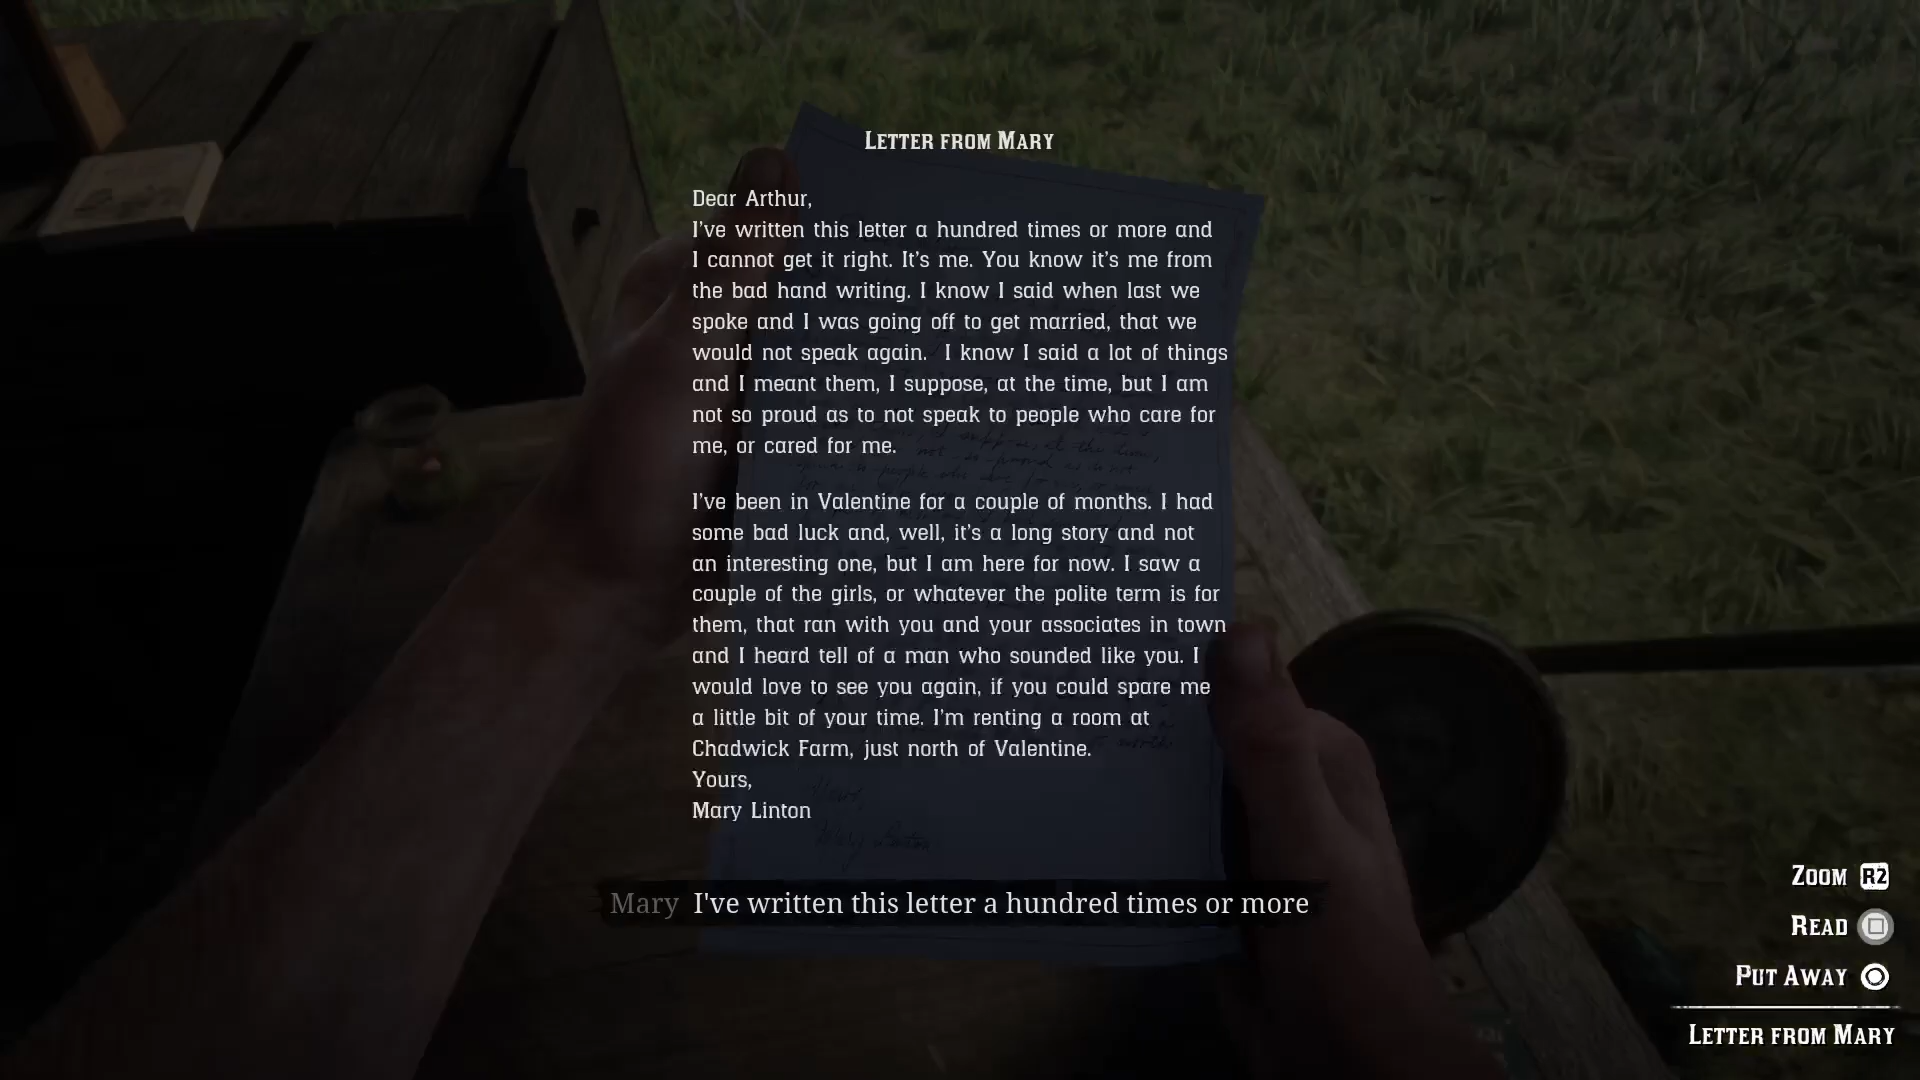 LETTER FROM MARY
Dear Arthur,
I've written this letter a hundred times or more and
I cannot get it right. It's me. You know it's me from
the bad hand writing. I know I said when last we
spoke and I was going off to get married, that we
would not speak again.  I know I said a lot of things
and I meant them, I suppose, at the time, but I am
not so proud as to not speak to people who care for
me, or cared for me.
I've been in Valentine for a couple of months. I had
some bad luck and, well, it's a long story and not
an interesting one, but I am here for now. I saw a
couple of the girls, or whatever the polite term is for
them, that ran with you and your associates in town
and I heard tell of a man who sounded like you. I
would love to see you again, if you could spare me
a little bit of your time. I'm renting a room at
Chadwick Farm, just north of Valentine.
Yours,
Mary Linton
Mary I've written this letter a hundred times or more
ZOOM R2
READ
PUT AWAY
LETTER FROM MARY